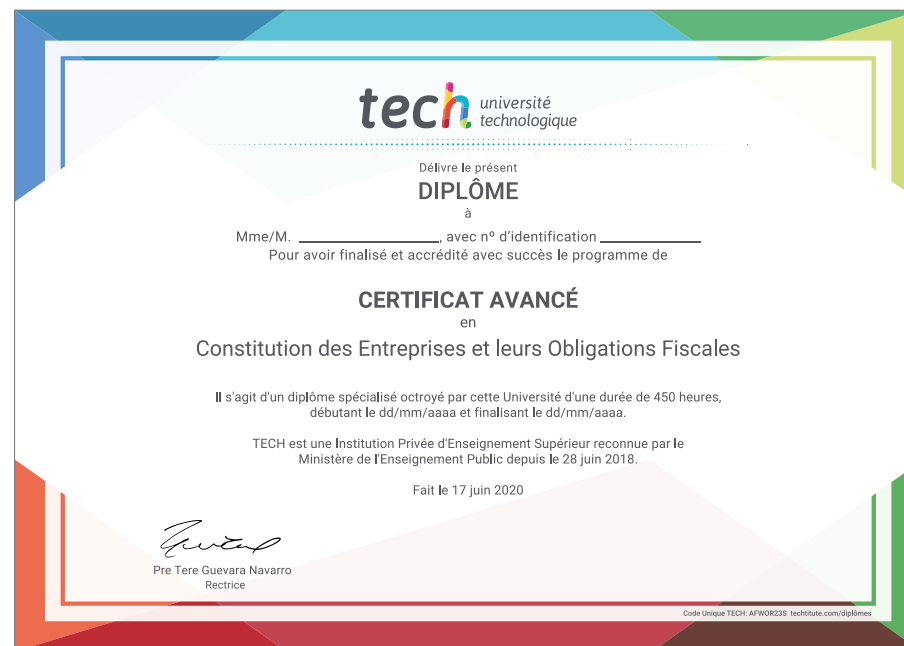 tech université
technologique
Délivre le présent
DIPLÔME
à
Mme/M. ____________, avec nº d'identification ____________
Pour avoir finalisé et accrédité avec succès le programme de
CERTIFICAT AVANCÉ
en
Constitution des Entreprises et leurs Obligations Fiscales
Il s'agit d'un diplôme spécialisé octroyé par cette Université d'une durée de 450 heures,
débutant le dd/mm/aaaa et finalisant le dd/mm/aaaa.
TECH est une Institution Privée d'Enseignement Supérieur reconnue par le
Ministère de l'Enseignement Public depuis le 28 juin 2018.
Fait le 17 juin 2020
Pre Tere Guevara Navarro
Rectrice
Code Unique TECH: AFWOR23S techtitute.com/diplômes